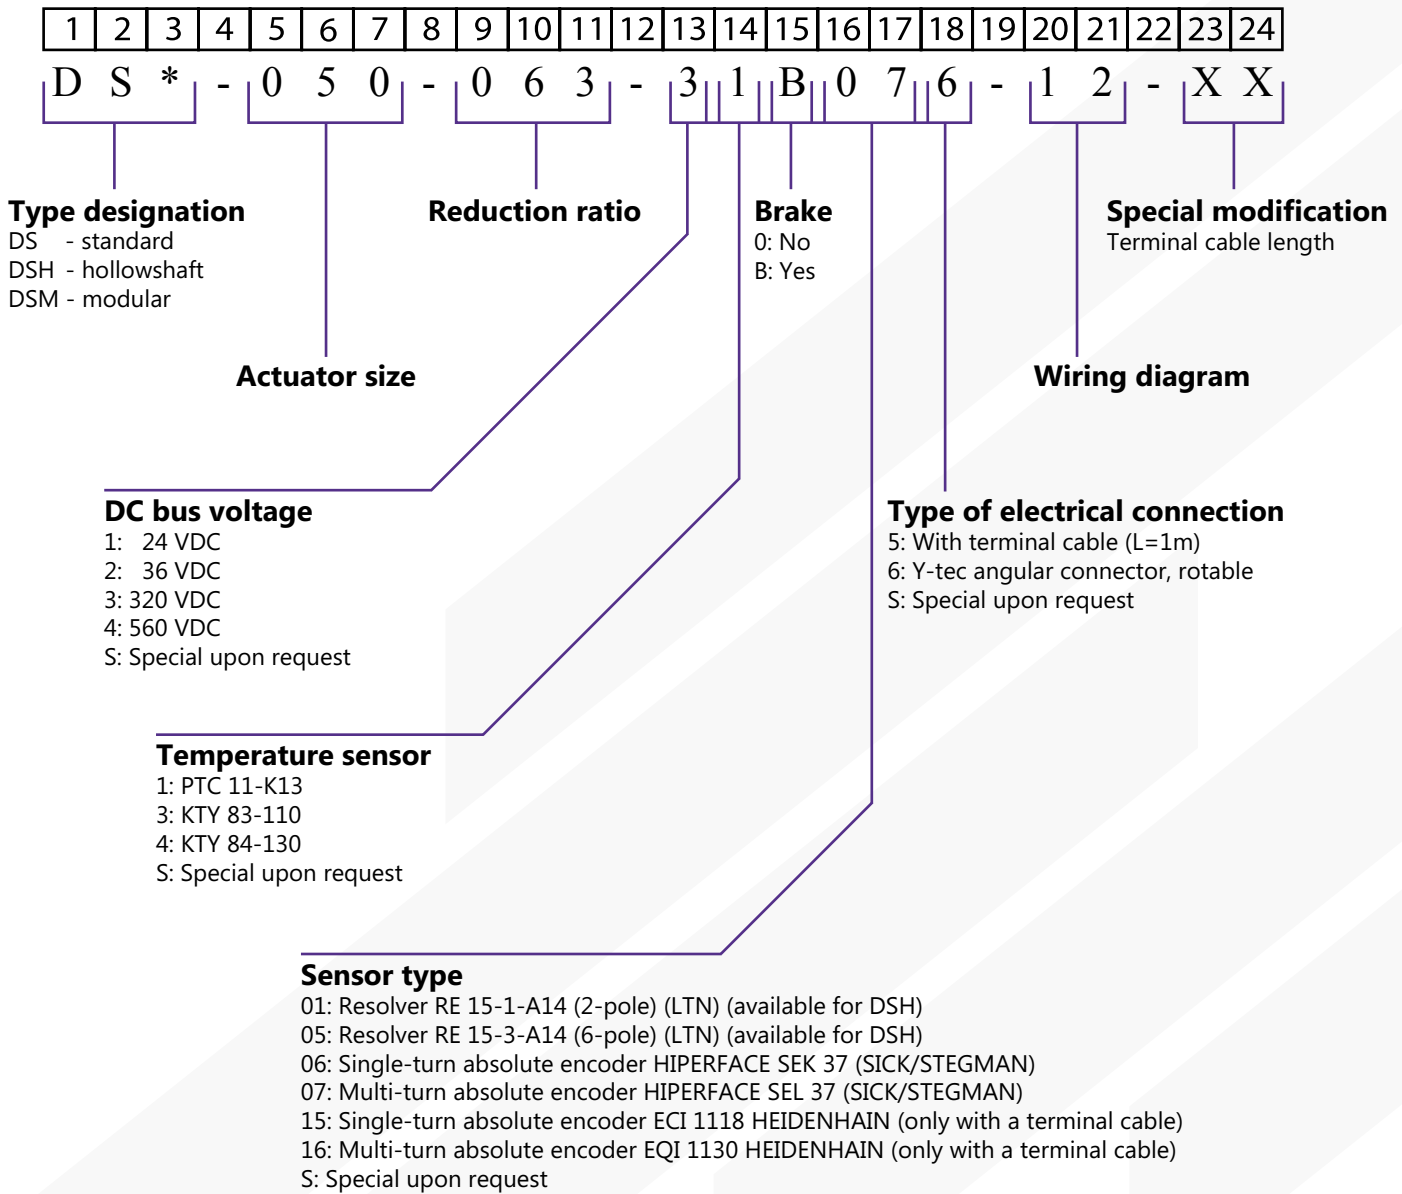 1 2 3 4 5 6 7 8 9 10 11 12 13 14 15 16 17 18 19 20 21 22 23 24
D S * - 0 5 0 - 0 6 3 - 3 1 B 0 7 6 - 1 2 - X X
Type designation
DS - standard
DSH - hollowshaft
DSM - modular
Reduction ratio
Brake
0: No
B: Yes
Special modification
Terminal cable length
Actuator size
Wiring diagram
DC bus voltage
1: 24 VDC
2: 36 VDC
3: 320 VDC
4: 560 VDC
S: Special upon request
Type of electrical connection
5: With terminal cable (L=1m)
6: Y-tec angular connector, rotable
S: Special upon request
Temperature sensor
1: PTC 11-K13
3: KTY 83-110
4: KTY 84-130
S: Special upon request
Sensor type
01: Resolver RE 15-1-A14 (2-pole) (LTN) (available for DSH)
05: Resolver RE 15-3-A14 (6-pole) (LTN) (available for DSH)
06: Single-turn absolute encoder HIPERFACE SEK 37 (SICK/STEGMAN)
07: Multi-turn absolute encoder HIPERFACE SEL 37 (SICK/STEGMAN)
15: Single-turn absolute encoder ECI 1118 HEIDENHAIN (only with a terminal cable)
16: Multi-turn absolute encoder EQI 1130 HEIDENHAIN (only with a terminal cable)
S: Special upon request